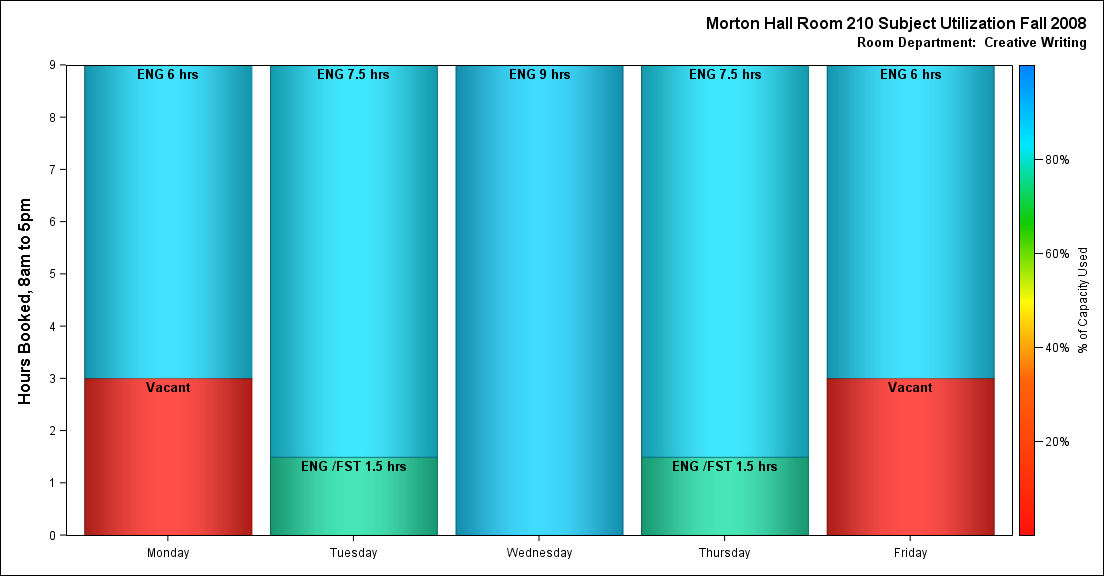 Morton Hall Room 210 Subject Utilization Fall 2008
Room Department:  Creative Writing
Hours Booked, 8am to 5pm
9
8
7
6
5
4
3
2
1
0
ENG 6 hrs
Vacant
ENG 7.5 hrs
ENG /FST 1.5 hrs
ENG 9 hrs
ENG 7.5 hrs
ENG /FST 1.5 hrs
ENG 6 hrs
Vacant
Monday
Tuesday
Wednesday
Thursday
Friday
80%
60%
40%
20%
% of Capacity Used